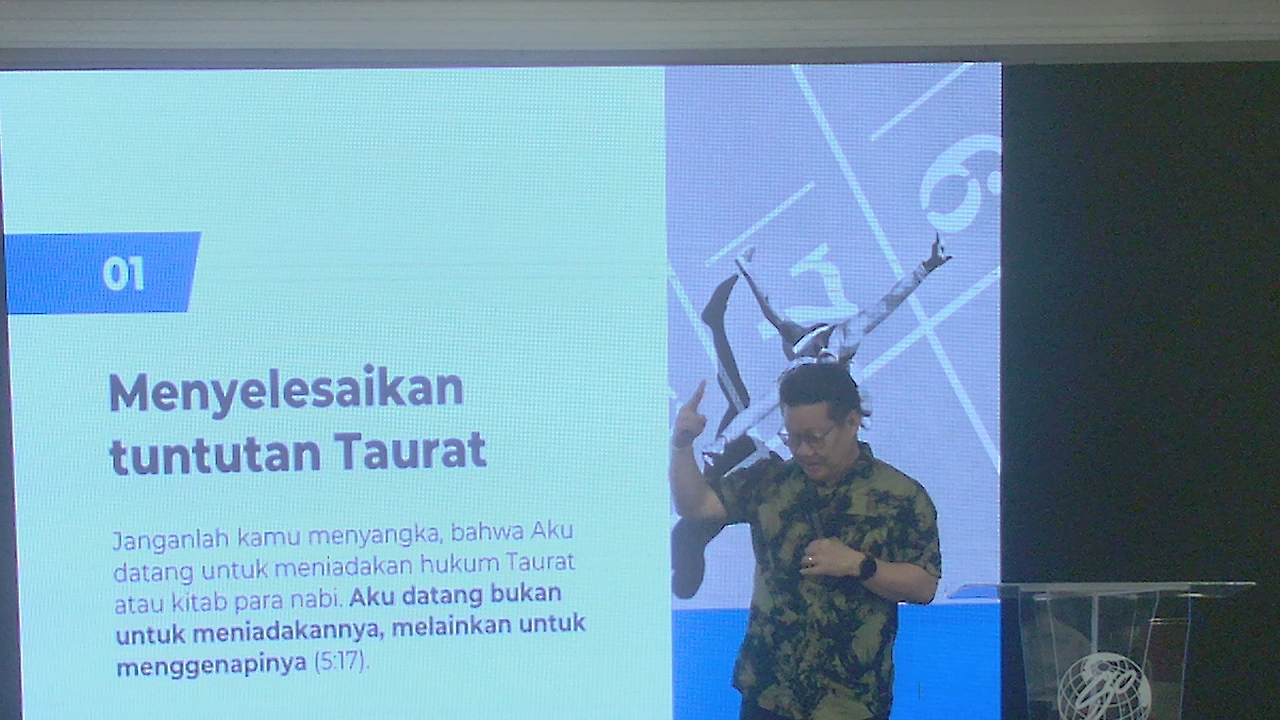 01
Menyelesaikan
tuntutan Taurat
Janganlah kamu menyangka, bahwa Aku
datang untuk meniadakan hukum Taurat
atau kitab para nabi. Aku datang bukan
untuk meniadakannya, melainkan untuk
menggenapinya (5:17).
6